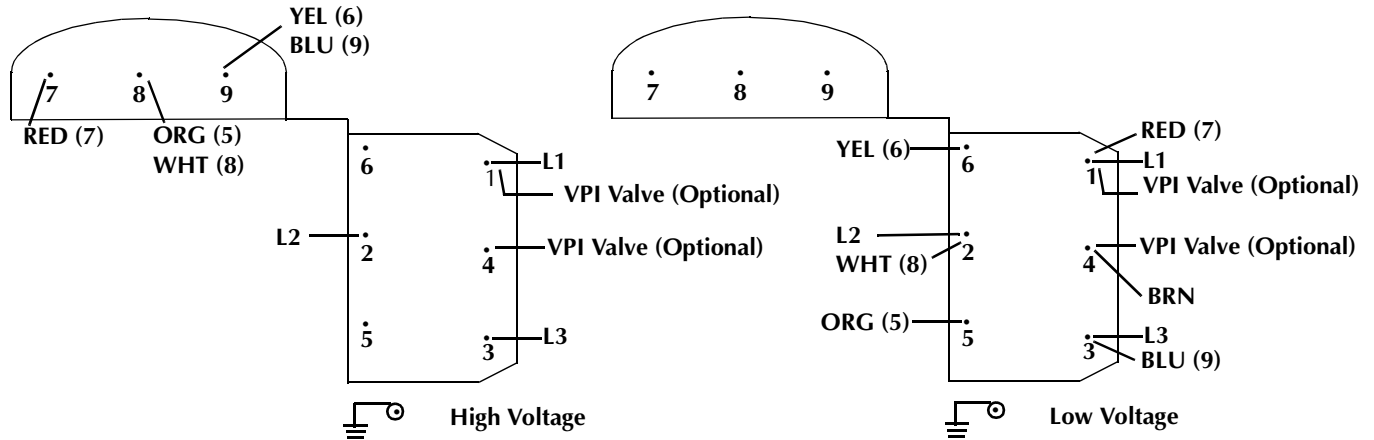 YEL (6)
BLU (9)
7
8
9
RED (7)
ORG (5)
WHT (8)
6
1
L1
VPI Valve (Optional)
L2
2
4
VPI Valve (Optional)
5
3
L3
High Voltage
7
8
9
YEL (6)
6
RED (7)
1
L1
VPI Valve (Optional)
L2
WHT (8)
2
4
VPI Valve (Optional)
BRN
ORG (5)
5
3
L3
BLU (9)
Low Voltage